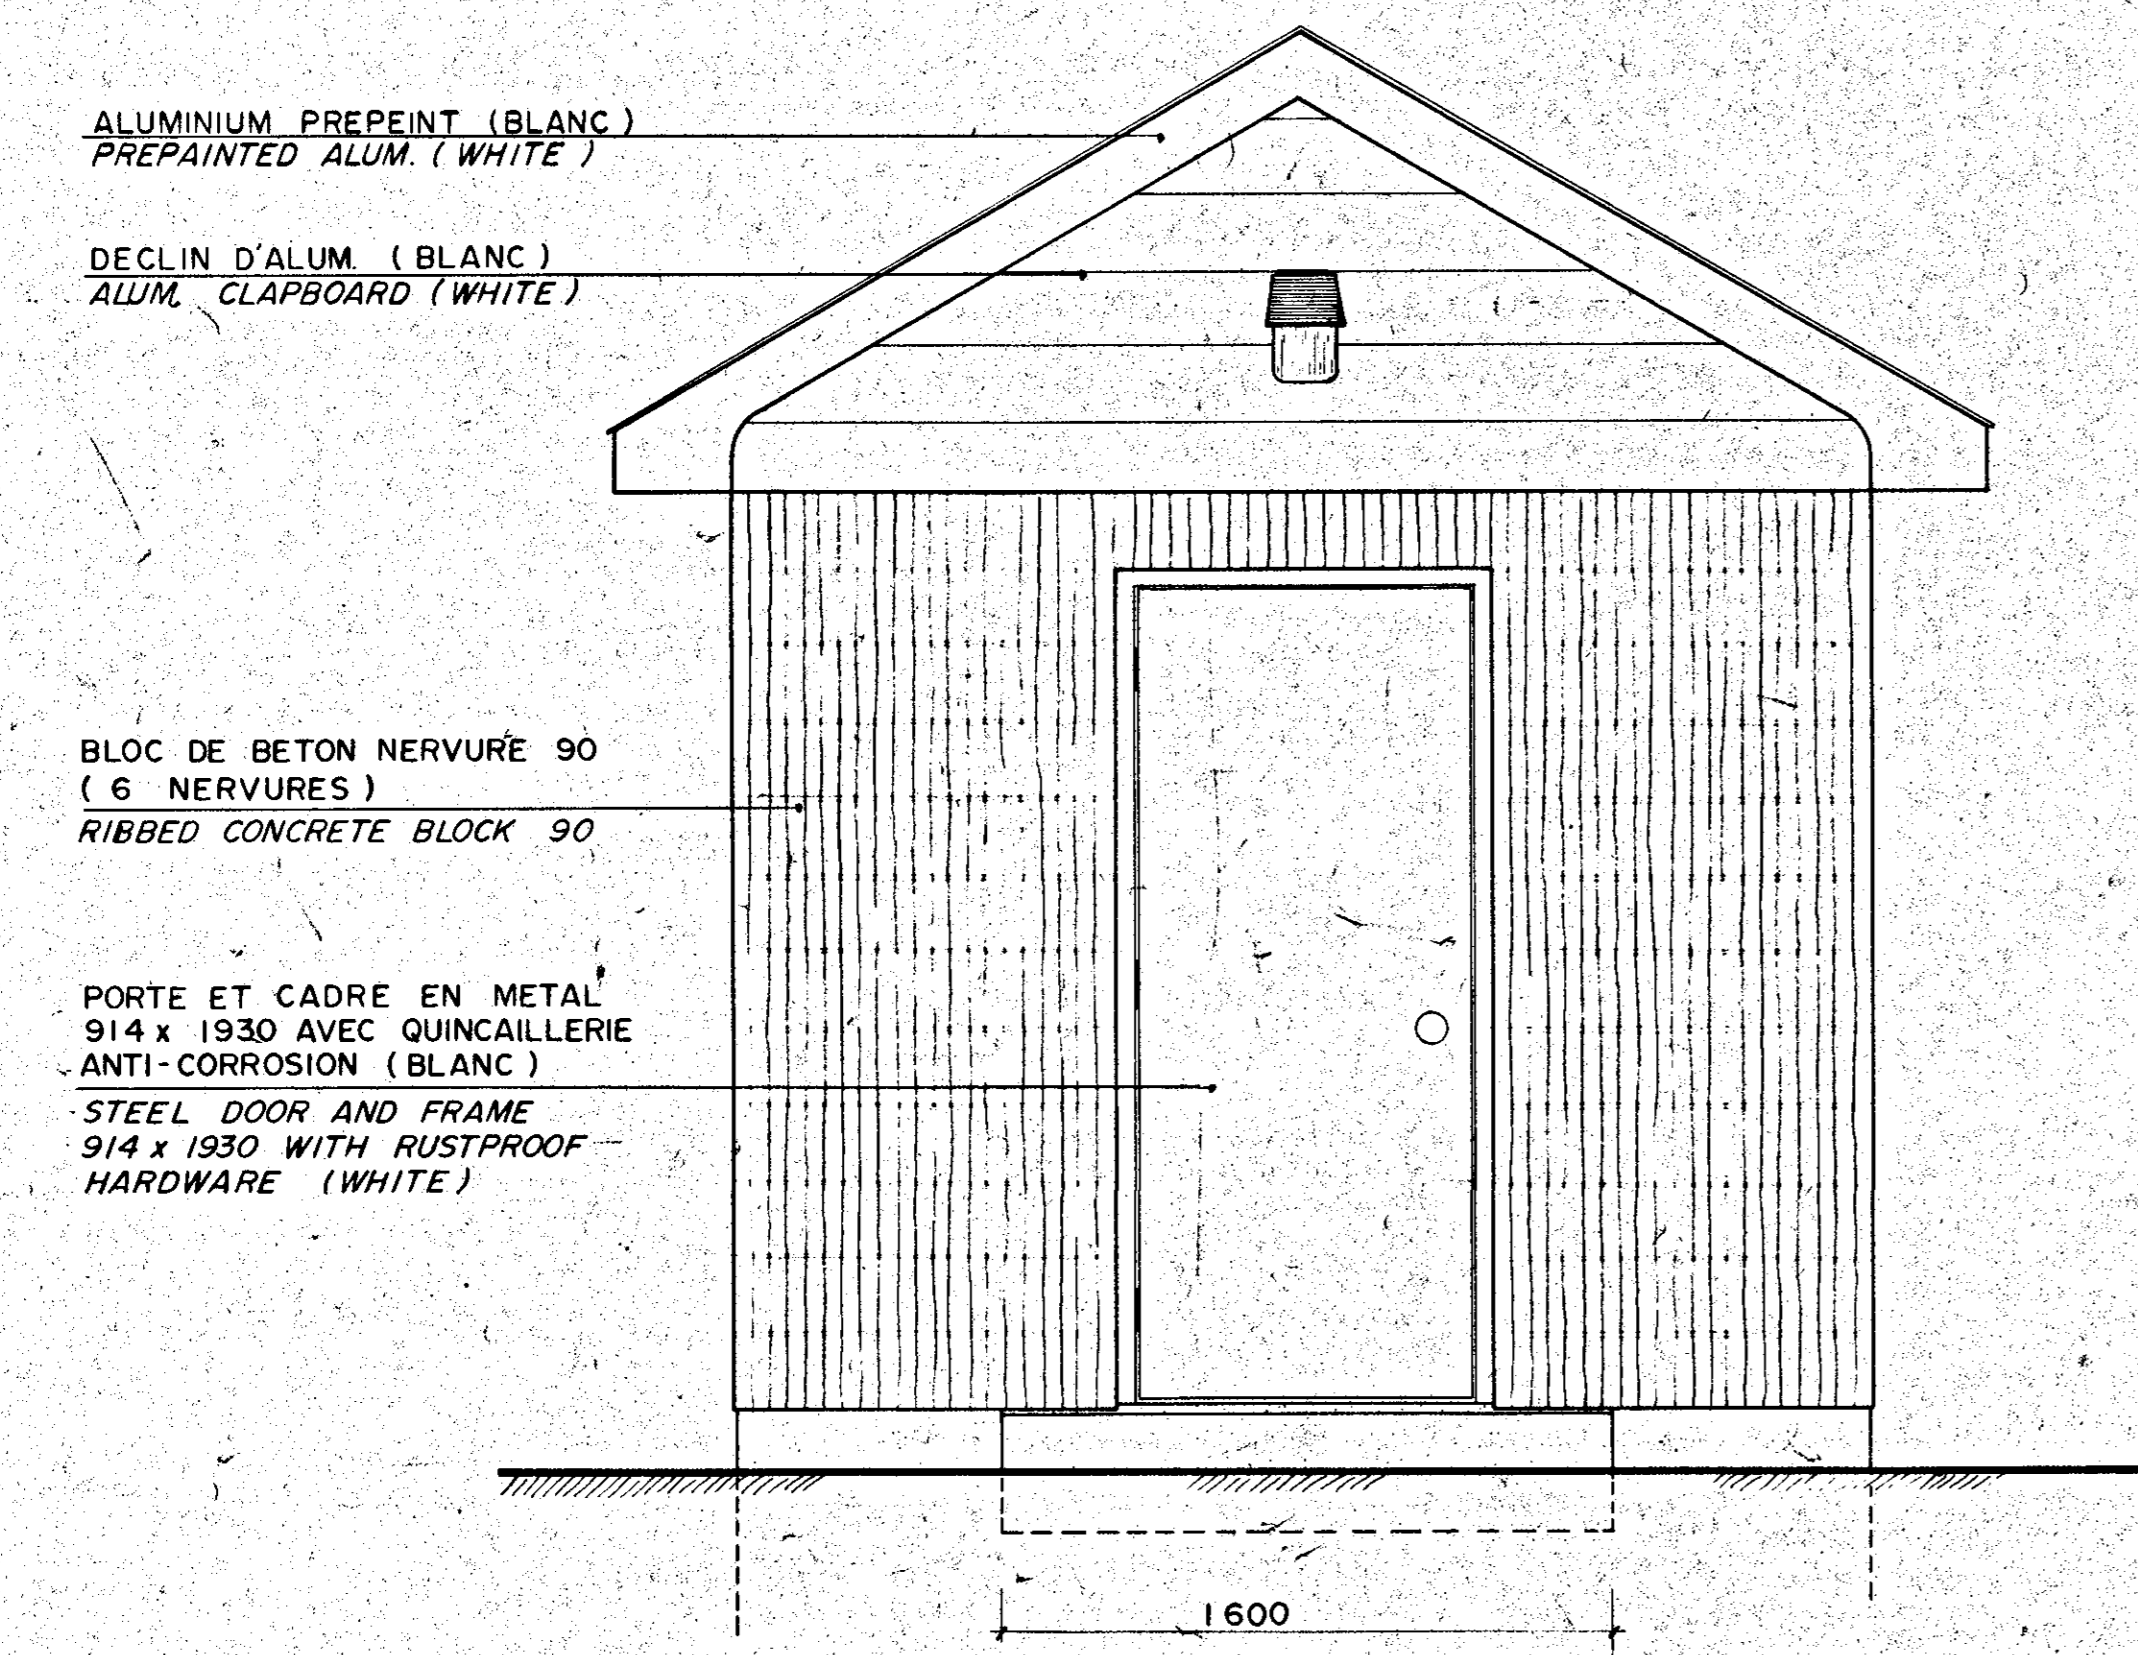 ALUMINIUM PREPEINT (BLANC)
PREPAINTED ALUM. (WHITE)
DECLIN D'ALUM. (BLANC)
ALUM. CLAPBOARD (WHITE)
BLOC DE BETON NERVURE 90
(6 NERVURES)
RIBBED CONCRETE BLOCK 90
PORTE ET CADRE EN METAL
914 x 1930 AVEC QUINCAILLERIE
ANTI-CORROSION (BLANC)
STEEL DOOR AND FRAME
914 x 1930 WITH RUSTPROOF
HARDWARE (WHITE)
1600